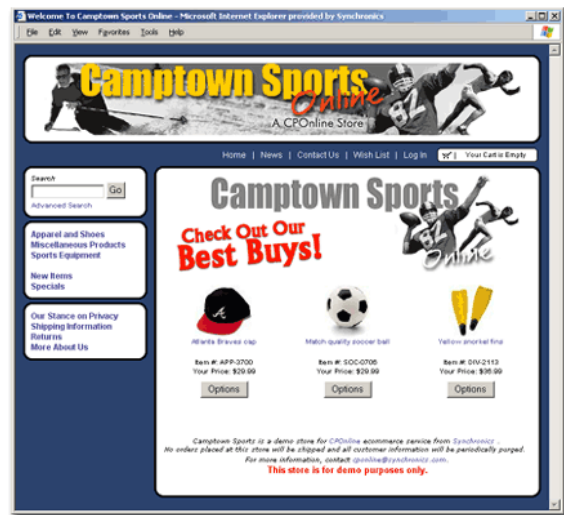 Welcome To Camptown Sports Online - Microsoft Internet Explorer provided by Synchronics
File Edit View Favorites Tools Help
Camptown Sports
Online
A CPOnline Store
82
Home | News | Contact Us | Wish List | Log In | Your Cart is Empty
Search
Go
Advanced Search
Apparel and Shoes
Miscellaneous Products
Sports Equipment
New Items
Specials
Our Stance on Privacy
Shipping Information
Returns
More About Us
Camptown Sports
82
Online
Check Out Our
Best Buys!
Atlanta Braves cap
Item #: APP-3700
Your Price: $29.99
Options
Match quality soccer ball
Item #: SOC-0706
Your Price: $29.99
Options
Yellow snorkel fins
Item #: DIV-2113
Your Price: $36.99
Options
Camptown Sports is a demo store for CPOnline ecommerce service from Synchronics .
No orders placed at this store will be shipped and all customer information will be periodically purged.
For more information, contact cponline@synchronics.com.
This store is for demo purposes only.